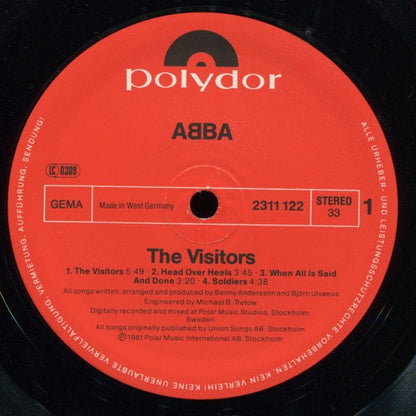 polydor
ABBA
LC 0309
GEMA
Made in West Germany
2311 122
STEREO
33
1
The Visitors
1. The Visitors 5:49 · 2. Head Over Heels 3:45 · 3. When All Is Said
And Done 3:20 · 4. Soldiers 4:38
All songs written, arranged and produced by Benny Andersson and Björn Ulvaeus
Engineered by Michael B. Tretow
Digitally recorded and mixed at Polar Music Studios, Stockholm,
Sweden
All songs originally published by Union Songs AB, Stockholm
℗ 1981 Polar Music International AB, Stockholm
ALLE URHEBER- UND LEISTUNGSSCHUTZRECHTE VORBEHALTEN. KEIN VERLEIH! KEINE UNERLAUBTE VERVIELFÄLTIGUNG, VERMIETUNG, AUFFÜHRUNG, SENDUNG!